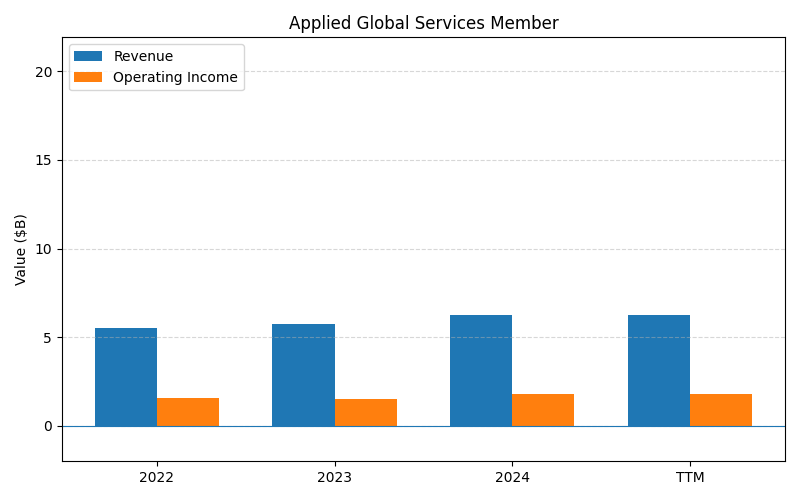 Applied Global Services Member
Revenue
Operating Income
Value ($B)
20
15
10
5
0
2022
2023
2024
TTM